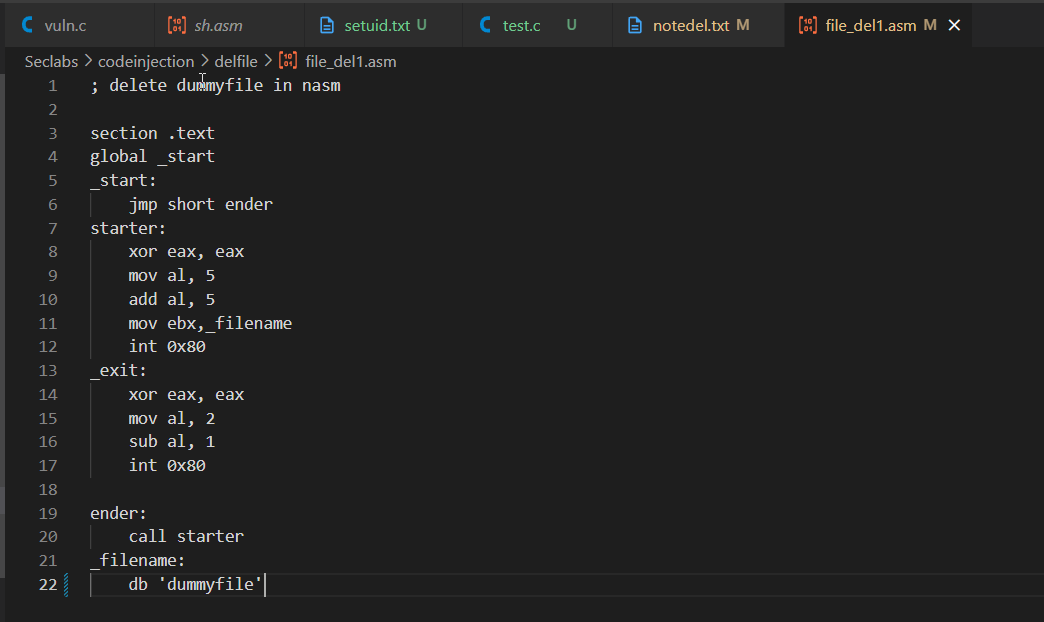 vuln.c sh.asm setuid.txt U test.c U notedel.txt M file_del1.asm M
Seclabs > codeinjection > delfile > file_del1.asm
1 ; delete dummyfile in nasm
2
3 section .text
4 global _start
5 _start:
6 jmp short ender
7 starter:
8 xor eax, eax
9 mov al, 5
10 add al, 5
11 mov ebx,_filename
12 int 0x80
13 _exit:
14 xor eax, eax
15 mov al, 2
16 sub al, 1
17 int 0x80
18
19 ender:
20 call starter
21 _filename:
22 db 'dummyfile'